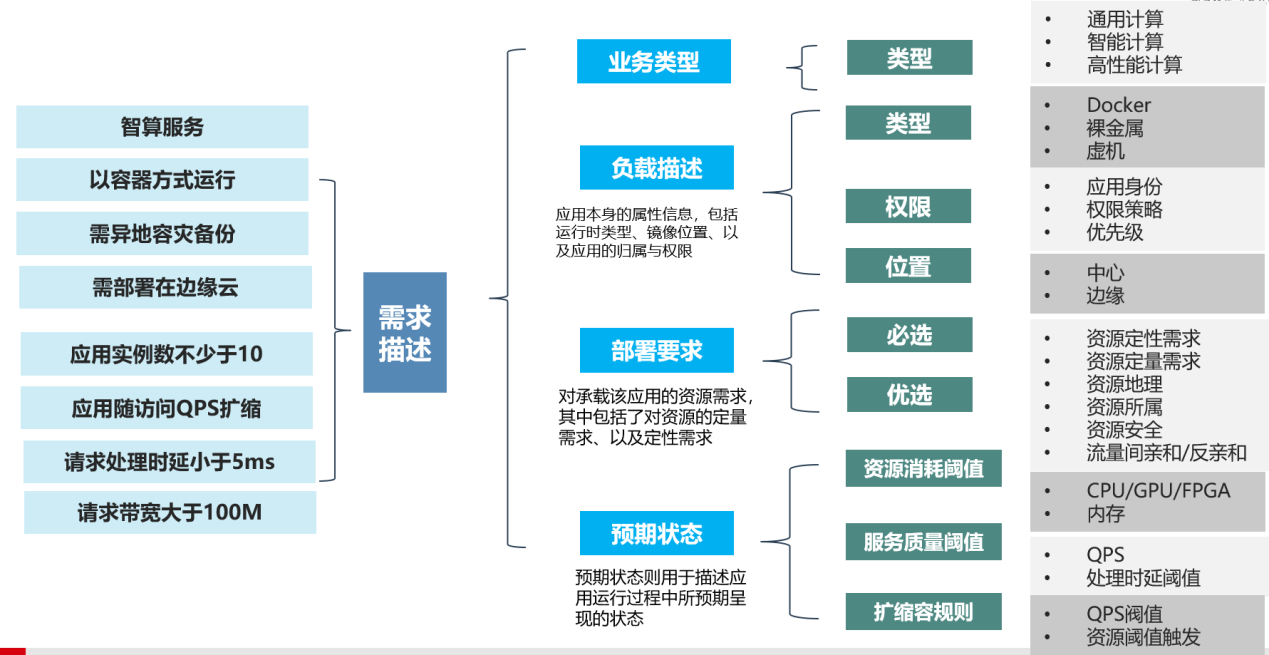 智算服务
以容器方式运行
需异地容灾备份
需部署在边缘云
应用实例数不少于10
应用随访问QPS扩缩
请求处理时延小于5ms
请求带宽大于100M
需求
描述
业务类型
负载描述
应用本身的属性信息，包括
运行时类型、镜像位置、以
及应用的归属与权限
部署要求
对承载该应用的资源需求，
其中包括了对资源的定量
需求、以及定性需求
预期状态
预期状态则用于描述应
用运行过程中所预期呈
现的状态
类型
类型
权限
位置
必选
优选
资源消耗阈值
服务质量阈值
扩缩容规则
• 通用计算
• 智能计算
• 高性能计算
• Docker
• 裸金属
• 虚机
• 应用身份
• 权限策略
• 优先级
• 中心
• 边缘
• 资源定性需求
• 资源定量需求
• 资源地理
• 资源所属
• 资源安全
• 流量间亲和/反亲和
• CPU/GPU/FPGA
• 内存
• QPS
• 处理时延阈值
• QPS阀值
• 资源阈值触发